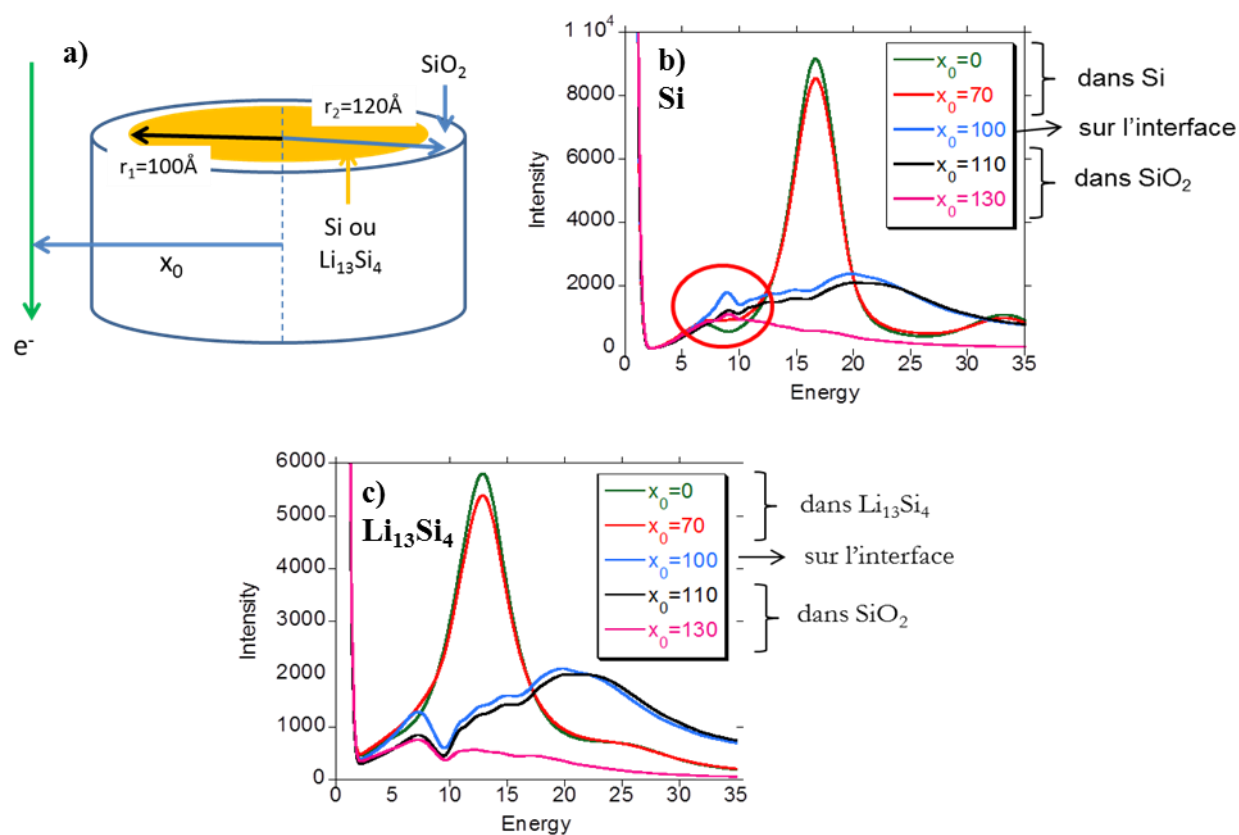 a)
SiO₂
r₂=120Å
r₁=100Å
Si ou
Li₁₃Si₄
x₀
e⁻
b)
Si
1 10⁴
8000
6000
4000
2000
0
Intensity
0 5 10 15 20 25 30 35
Energy
x₀=0
x₀=70
x₀=100
x₀=110
x₀=130
dans Si
sur l’interface
dans SiO₂
c)
Li₁₃Si₄
6000
5000
4000
3000
2000
1000
0
Intensity
0 5 10 15 20 25 30 35
Energy
x₀=0
x₀=70
x₀=100
x₀=110
x₀=130
dans Li₁₃Si₄
sur l’interface
dans SiO₂